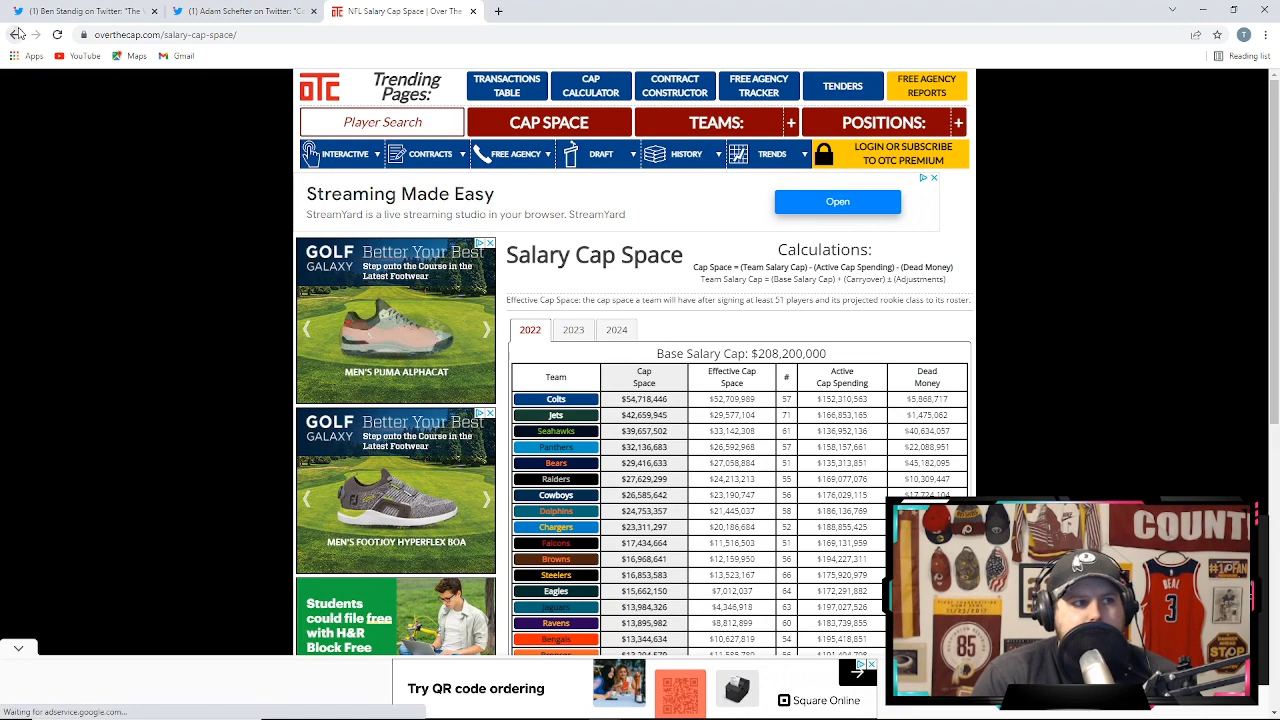 (1) Ben Standig on Twitter: "The W
(1) Adam Schefter on Twitter: "Co
NFL Salary Cap Space | Over The C
overthecap.com/salary-cap-space/
T
Apps YouTube Maps Gmail
Reading list
OTC
Trending Pages:
TRANSACTIONS TABLE
CAP CALCULATOR
CONTRACT CONSTRUCTOR
FREE AGENCY TRACKER
TENDERS
FREE AGENCY REPORTS
Player Search
CAP SPACE
TEAMS: +
POSITIONS: +
INTERACTIVE
CONTRACTS
FREE AGENCY
DRAFT
HISTORY
TRENDS
LOGIN OR SUBSCRIBE TO OTC PREMIUM
Streaming Made Easy
StreamYard is a live streaming studio in your browser. StreamYard
Open
GOLF GALAXY
Better Your Best
Step onto the Course in the Latest Footwear
MEN'S PUMA ALPHACAT
GOLF GALAXY
Better Your Best
Step onto the Course in the Latest Footwear
MEN'S FOOTJOY HYPERFLEX BOA
Students
could file free
with H&R
Block Free
Salary Cap Space
Calculations:
Cap Space = (Team Salary Cap) - (Active Cap Spending) - (Dead Money)
Team Salary Cap = (Base Salary Cap) + (Carryover) ± (Adjustments)
Effective Cap Space: the cap space a team will have after signing at least 51 players and its projected rookie class to its roster.
2022 2023 2024
Base Salary Cap: $208,200,000
Team Cap Space Effective Cap Space # Active Cap Spending Dead Money
Colts $54,718,446 $52,709,989 57 $152,310,563 $5,868,717
Jets $42,659,945 $29,577,104 71 $166,853,165 $1,475,062
Seahawks $39,657,502 $33,142,308 61 $136,952,136 $40,634,057
Panthers $32,136,683 $26,592,968 57 $158,157,661 $22,088,951
Bears $29,416,633 $27,058,884 51 $135,313,851 $45,182,095
Raiders $27,629,299 $24,213,213 55 $169,077,076 $10,309,447
Cowboys $26,585,642 $23,190,747 56 $176,029,115 $17,724,104
Dolphins $24,753,357 $21,445,037 58 $186,136,769
Chargers $23,311,297 $20,186,684 52 $188,855,425
Falcons $17,434,664 $11,516,503 51 $169,131,959
Browns $16,968,641 $12,159,950 56 $194,227,311
Steelers $16,853,583 $13,523,167 66 $175,920,979
Eagles $15,662,150 $7,012,037 64 $172,291,882
Jaguars $13,984,326 $4,346,918 63 $197,027,526
Ravens $13,895,982 $8,812,899 60 $183,739,855
Bengals $13,344,634 $10,627,819 54 $195,418,851
COUNT
BEAL
3
85
STOP
Try QR code ordering
Square Online
Waiting for adservice.google.com...